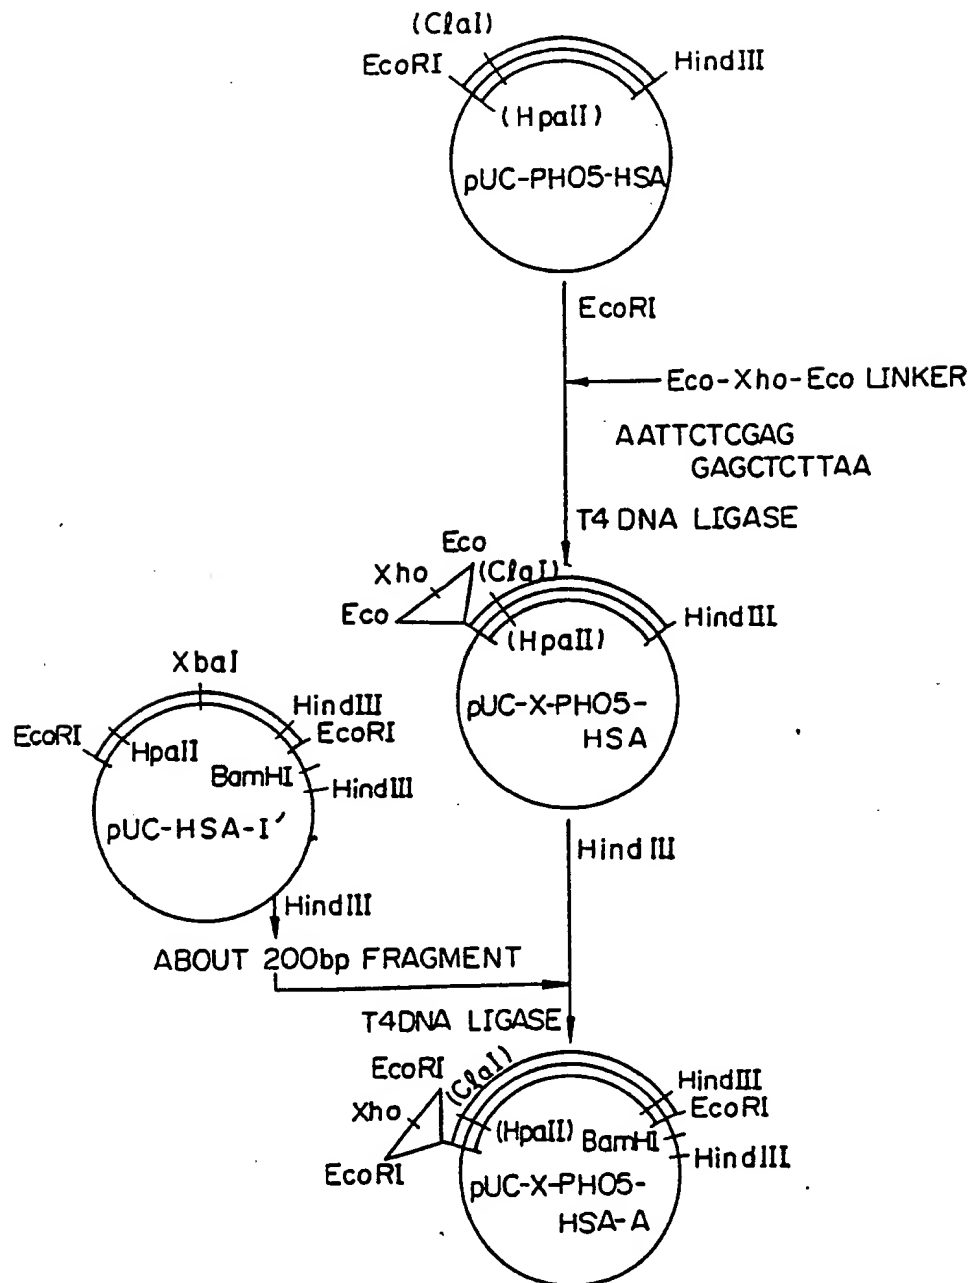 (ClaI)
EcoRI
HindIII
(HpaII)
pUC-PHO5-HSA
EcoRI
Eco-Xho-Eco LINKER
AATTCTCGAG
GAGCTCTTAA
T4 DNA LIGASE
Eco
Xho
(ClaI)
Eco
HindIII
(HpaII)
pUC-X-PHO5-
HSA
XbaI
HindIII
EcoRI
EcoRI
HpaII
BamHI
HindIII
pUC-HSA-I′
HindIII
HindIII
ABOUT 200bp FRAGMENT
T4DNA LIGASE
EcoRI
(ClaI)
Xho
HindIII
EcoRI
(HpaII)
BamHI
HindIII
EcoRI
pUC-X-PHO5-
HSA-A